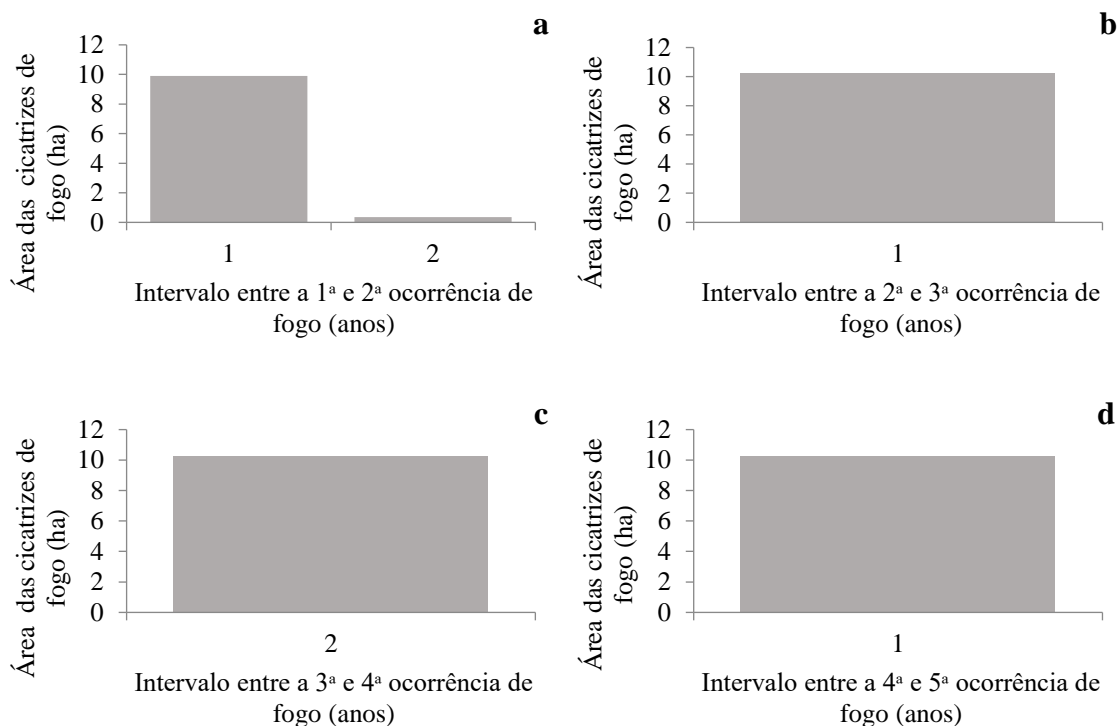 a
12
10
8
6
4
2
0
Área das cicatrizes de
fogo (ha)
1
2
Intervalo entre a 1ª e 2ª ocorrência de
fogo (anos)
b
12
10
8
6
4
2
0
Área das cicatrizes de
fogo (ha)
1
Intervalo entre a 2ª e 3ª ocorrência de
fogo (anos)
c
12
10
8
6
4
2
0
Área das cicatrizes de
fogo (ha)
2
Intervalo entre a 3ª e 4ª ocorrência de
fogo (anos)
d
12
10
8
6
4
2
0
Área das cicatrizes de
fogo (ha)
1
Intervalo entre a 4ª e 5ª ocorrência de
fogo (anos)